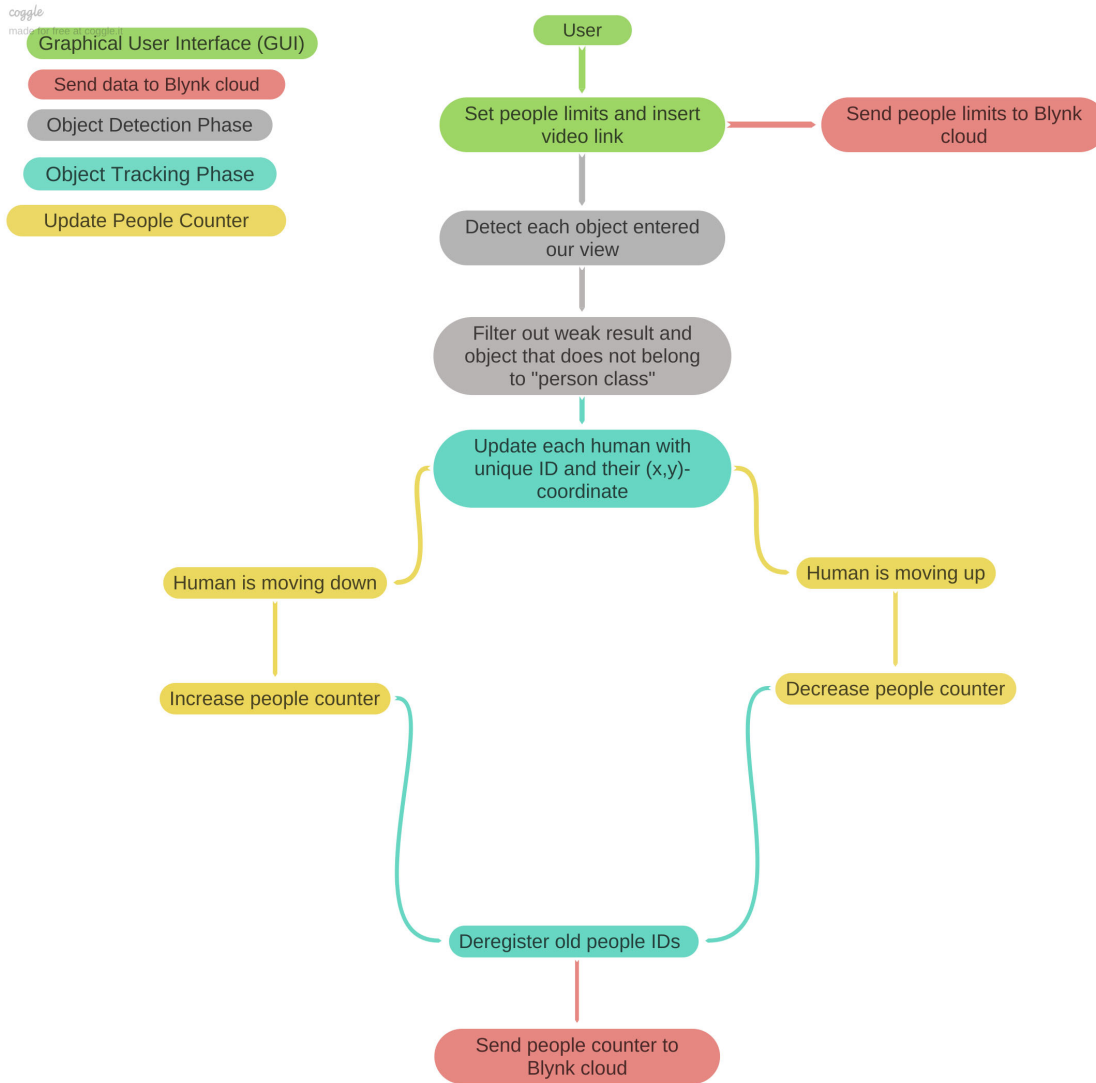 coggle
made for free at coggle.it
Graphical User Interface (GUI)
Send data to Blynk cloud
Object Detection Phase
Object Tracking Phase
Update People Counter
User
Set people limits and insert
video link
Send people limits to Blynk
cloud
Detect each object entered
our view
Filter out weak result and
object that does not belong
to "person class"
Update each human with
unique ID and their (x,y)-
coordinate
Human is moving down
Human is moving up
Increase people counter
Decrease people counter
Deregister old people IDs
Send people counter to
Blynk cloud